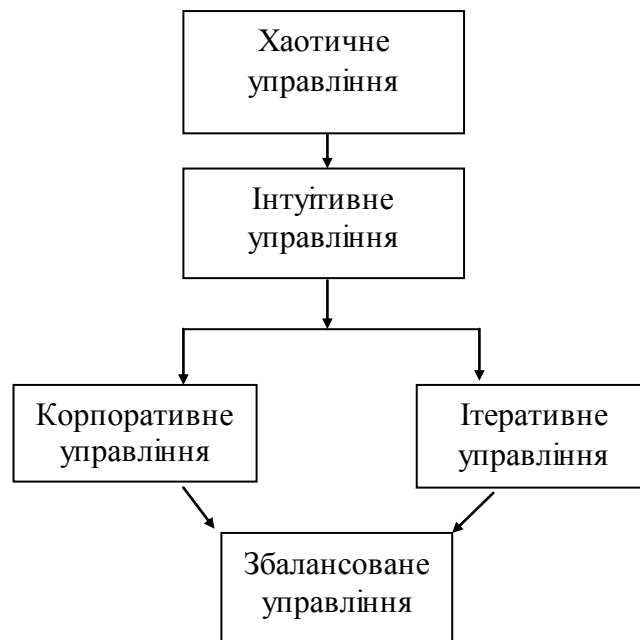 Хаотичне
управління
Інтуїтивне
управління
Корпоративне
управління
Ітеративне
управління
Збалансоване
управління